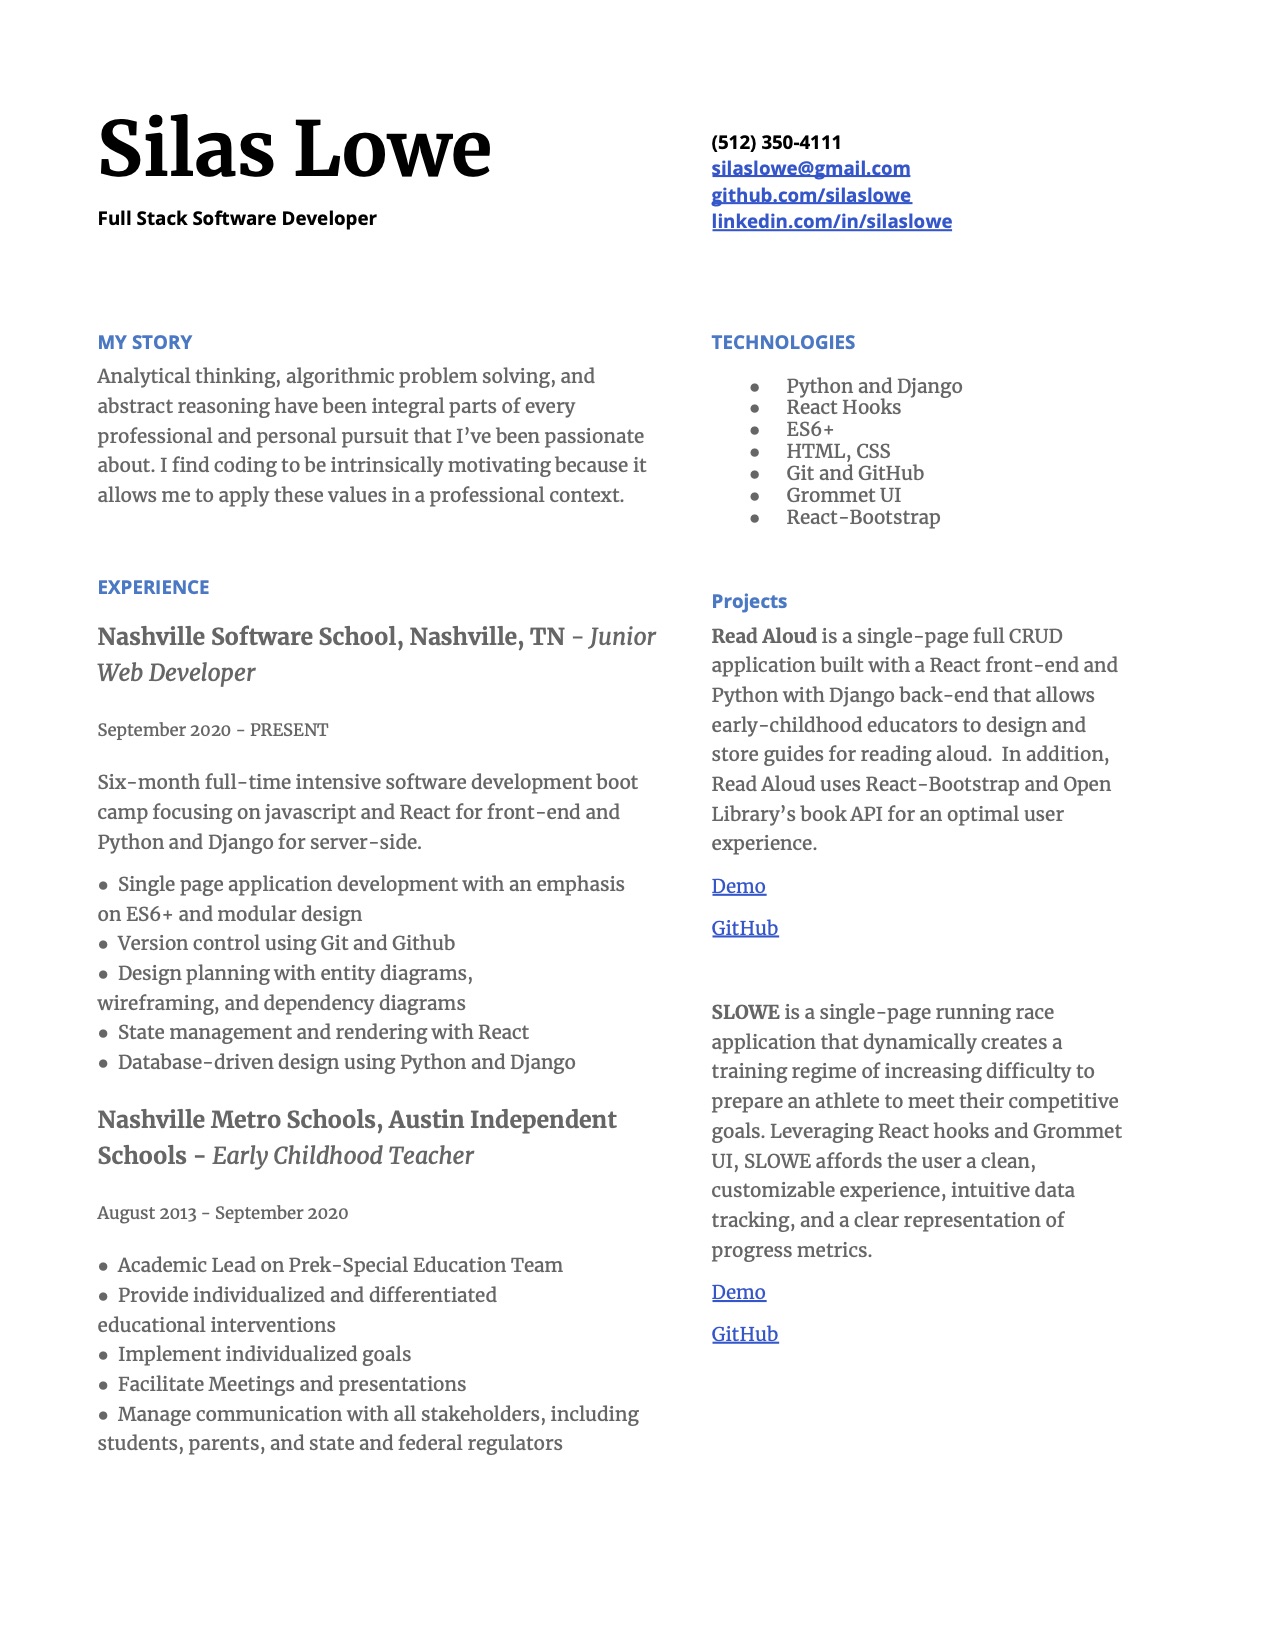 Silas Lowe
Full Stack Software Developer
(512) 350-4111
silaslowe@gmail.com
github.com/silaslowe
linkedin.com/in/silaslowe
MY STORY
Analytical thinking, algorithmic problem solving, and
abstract reasoning have been integral parts of every
professional and personal pursuit that I’ve been passionate
about. I find coding to be intrinsically motivating because it
allows me to apply these values in a professional context.
EXPERIENCE
Nashville Software School, Nashville, TN - Junior
Web Developer
September 2020 - PRESENT
Six-month full-time intensive software development boot
camp focusing on javascript and React for front-end and
Python and Django for server-side.
● Single page application development with an emphasis
on ES6+ and modular design
● Version control using Git and Github
● Design planning with entity diagrams,
wireframing, and dependency diagrams
● State management and rendering with React
● Database-driven design using Python and Django
Nashville Metro Schools, Austin Independent
Schools - Early Childhood Teacher
August 2013 - September 2020
● Academic Lead on Prek-Special Education Team
● Provide individualized and differentiated
educational interventions
● Implement individualized goals
● Facilitate Meetings and presentations
● Manage communication with all stakeholders, including
students, parents, and state and federal regulators
TECHNOLOGIES
● Python and Django
● React Hooks
● ES6+
● HTML, CSS
● Git and GitHub
● Grommet UI
● React-Bootstrap
Projects
Read Aloud is a single-page full CRUD
application built with a React front-end and
Python with Django back-end that allows
early-childhood educators to design and
store guides for reading aloud.  In addition,
Read Aloud uses React-Bootstrap and Open
Library’s book API for an optimal user
experience.
Demo
GitHub
SLOWE is a single-page running race
application that dynamically creates a
training regime of increasing difficulty to
prepare an athlete to meet their competitive
goals. Leveraging React hooks and Grommet
UI, SLOWE affords the user a clean,
customizable experience, intuitive data
tracking, and a clear representation of
progress metrics.
Demo
GitHub